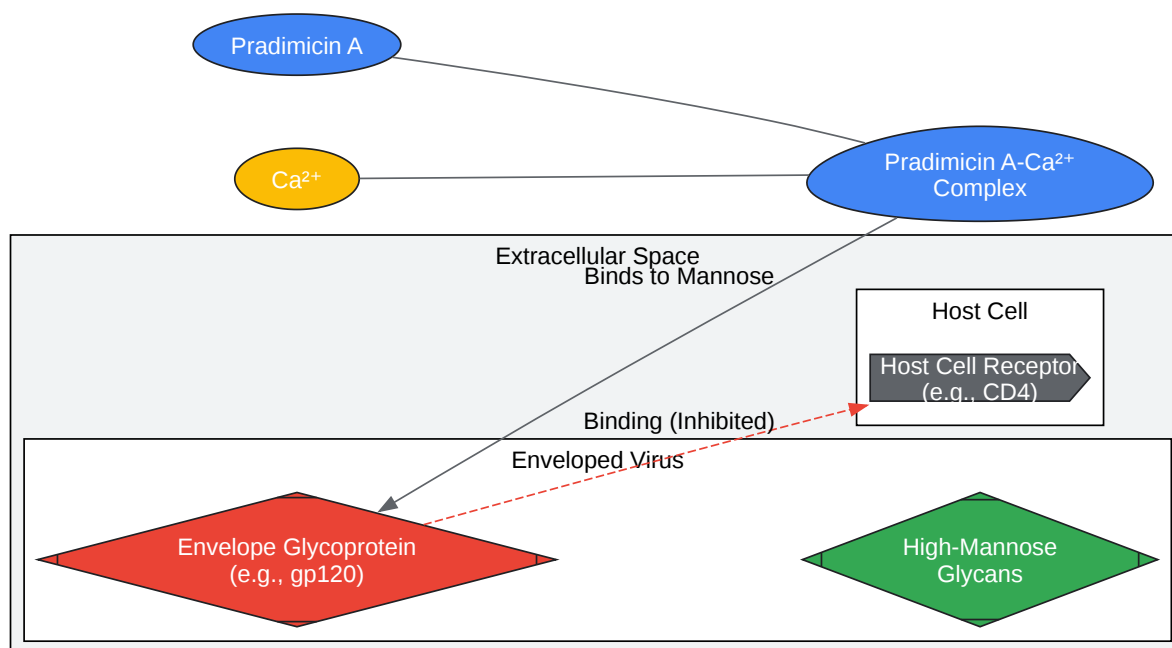 Pradimicin A
Ca²⁺
Pradimicin A-Ca²⁺
Complex
Extracellular Space
Binds to Mannose
Host Cell
Host Cell Receptor
(e.g., CD4)
Binding (Inhibited)
Enveloped Virus
Envelope Glycoprotein
(e.g., gp120)
High-Mannose
Glycans